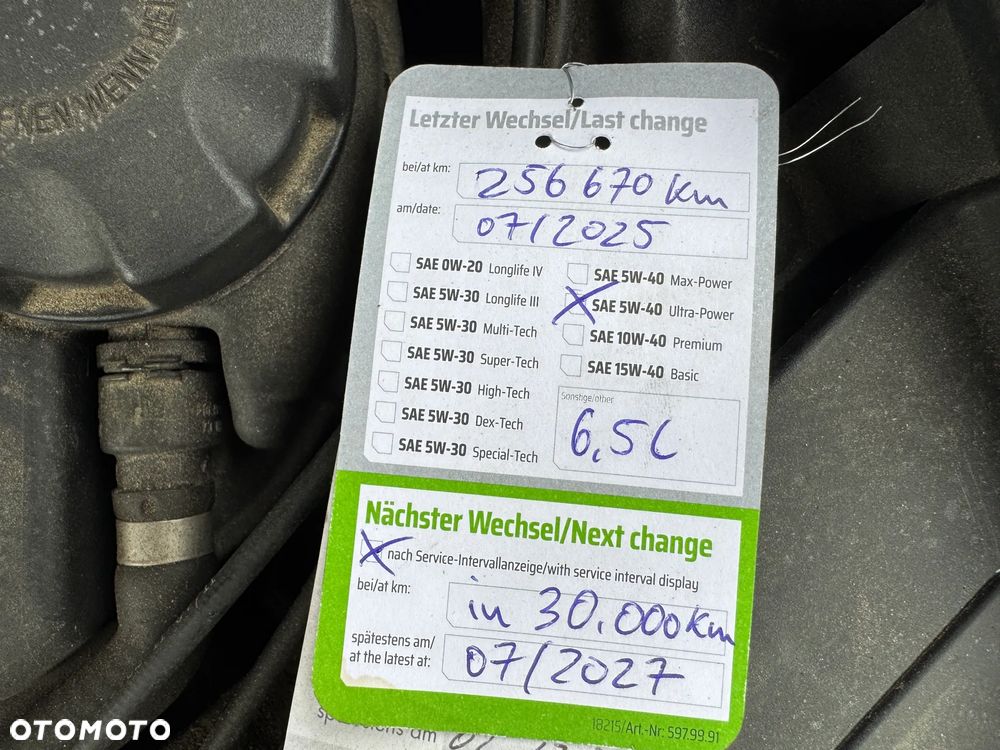 FNEN.WENN.HE
Letzter Wechsel/Last change
bei/at km: 256 670 km
am/date: 07/2025
SAE 0W-20 Longlife IV
SAE 5W-30 Longlife III
SAE 5W-30 Multi-Tech
SAE 5W-30 Super-Tech
SAE 5W-30 High-Tech
SAE 5W-30 Dex-Tech
SAE 5W-30 Special-Tech
SAE 5W-40 Max-Power
SAE 5W-40 Ultra-Power
SAE 10W-40 Premium
SAE 15W-40 Basic
Sonstige/other
6,5L
Nächster Wechsel/Next change
nach Service-Intervallanzeige/with service interval display
bei/at km: in 30.000 km
spätestens am/
at the latest at: 07/2027
18215/Art.-Nr: 597.99.91
OTOMOTO